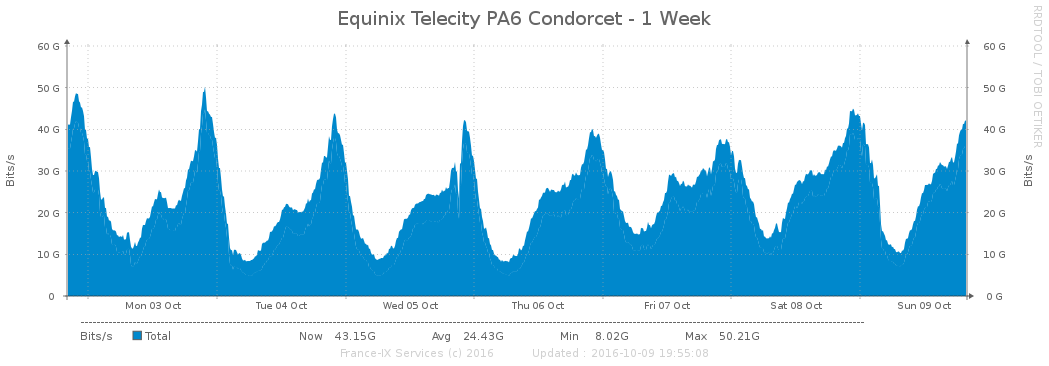 Equinix Telecity PA6 Condorcet - 1 Week
RRDTOOL / TOBI OETIKER
Bits/s
60 G 60 G
50 G 50 G
40 G 40 G
30 G 30 G
20 G 20 G
10 G 10 G
0 0 G
Bits/s
Mon 03 Oct Tue 04 Oct Wed 05 Oct Thu 06 Oct Fri 07 Oct Sat 08 Oct Sun 09 Oct
Bits/s Total Now 43.15G Avg 24.43G Min 8.02G Max 50.21G
France-IX Services (c) 2016 Updated : 2016-10-09 19:55:08